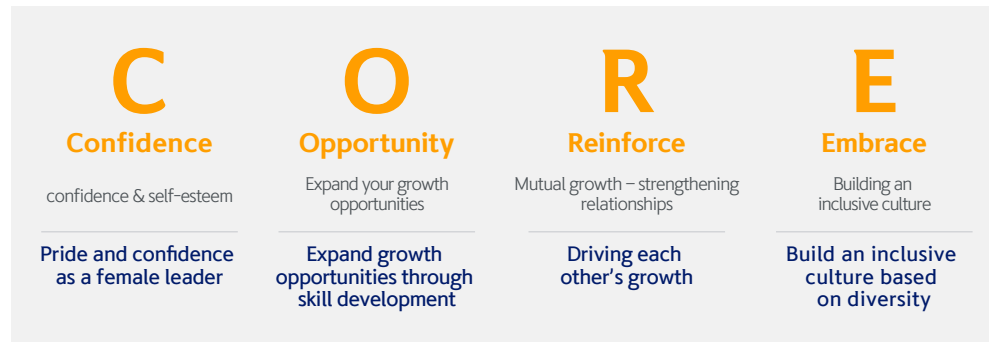 C
Confidence
confidence & self-esteem
Pride and confidence
as a female leader
O
Opportunity
Expand your growth
opportunities
Expand growth
opportunities through
skill development
R
Reinforce
Mutual growth – strengthening
relationships
Driving each
other's growth
E
Embrace
Building an
inclusive culture
Build an inclusive
culture based
on diversity